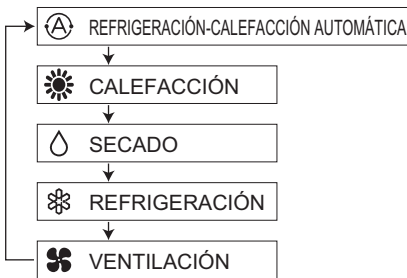 A REFRIGERACIÓN-CALEFACCIÓN AUTOMÁTICA
CALEFACCIÓN
SECADO
REFRIGERACIÓN
VENTILACIÓN